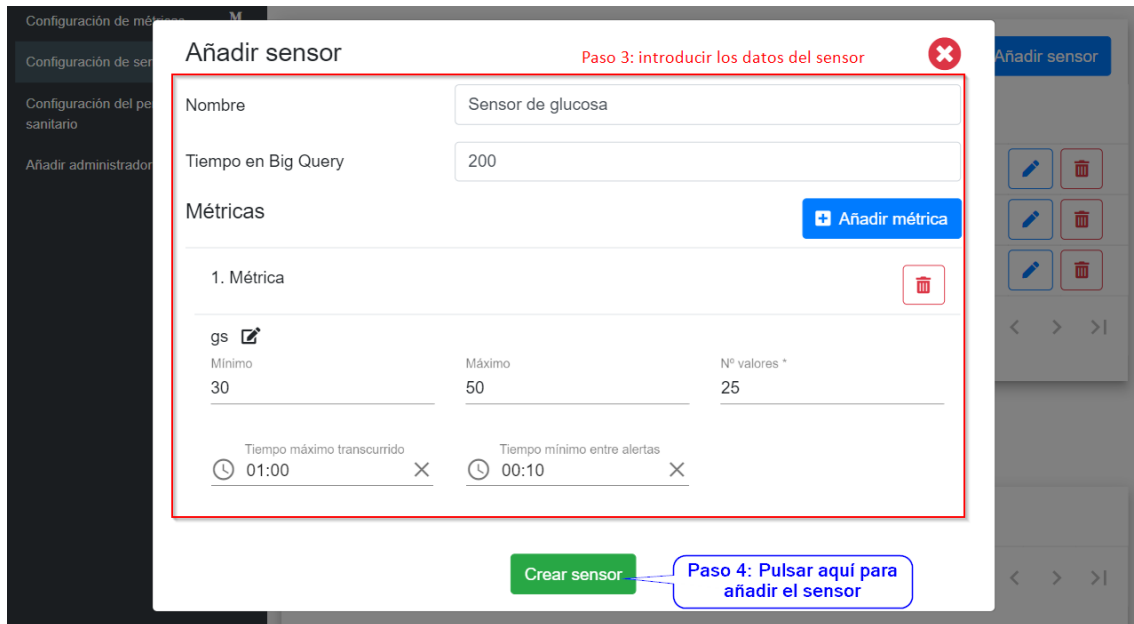 Configuración de métricas
M
Configuración de ser
Configuración del pe
sanitario
Añadir administrador
Añadir sensor
Paso 3: introducir los datos del sensor
Añadir sensor
Nombre
Sensor de glucosa
Tiempo en Big Query
200
Métricas
Añadir métrica
1. Métrica
gs
Mínimo
Máximo
Nº valores *
30
50
25
Tiempo máximo transcurrido
Tiempo mínimo entre alertas
01:00
00:10
Crear sensor
Paso 4: Pulsar aquí para
añadir el sensor